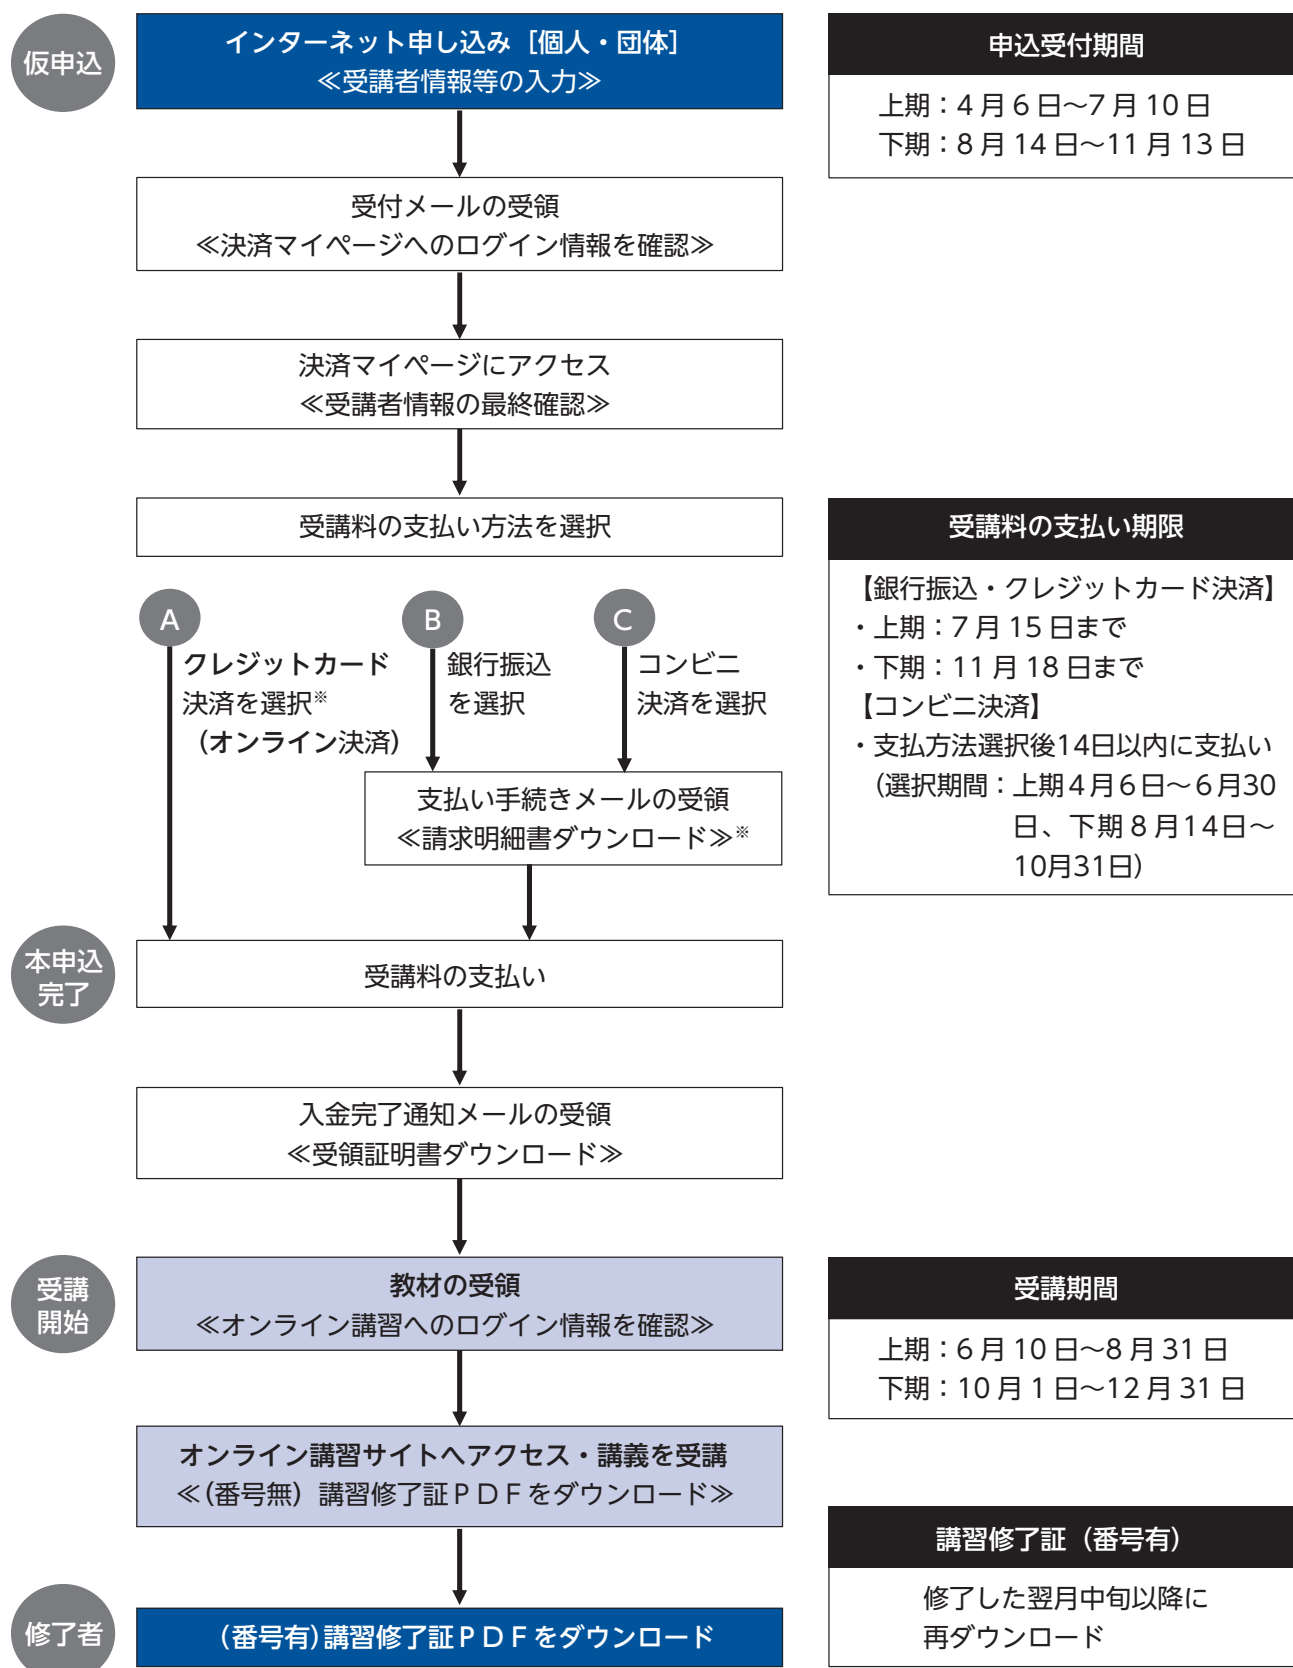 仮申込
インターネット申し込み［個人・団体］
≪受講者情報等の入力≫
申込受付期間
上期：4月6日～7月10日
下期：8月14日～11月13日
受付メールの受領
≪決済マイページへのログイン情報を確認≫
決済マイページにアクセス
≪受講者情報の最終確認≫
受講料の支払い方法を選択
A
クレジットカード
決済を選択※
（オンライン決済）
B
銀行振込
を選択
C
コンビニ
決済を選択
支払い手続きメールの受領
≪請求明細書ダウンロード≫※
受講料の支払い期限
【銀行振込・クレジットカード決済】
・上期：7月15日まで
・下期：11月18日まで
【コンビニ決済】
・支払方法選択後14日以内に支払い
（選択期間：上期4月6日～6月30
日、下期8月14日～
10月31日）
本申込
完了
受講料の支払い
入金完了通知メールの受領
≪受領証明書ダウンロード≫
受講
開始
教材の受領
≪オンライン講習へのログイン情報を確認≫
受講期間
上期：6月10日～8月31日
下期：10月1日～12月31日
オンライン講習サイトへアクセス・講義を受講
≪（番号無）講習修了証ＰＤＦをダウンロード≫
講習修了証（番号有）
修了した翌月中旬以降に
再ダウンロード
修了者
（番号有）講習修了証ＰＤＦをダウンロード